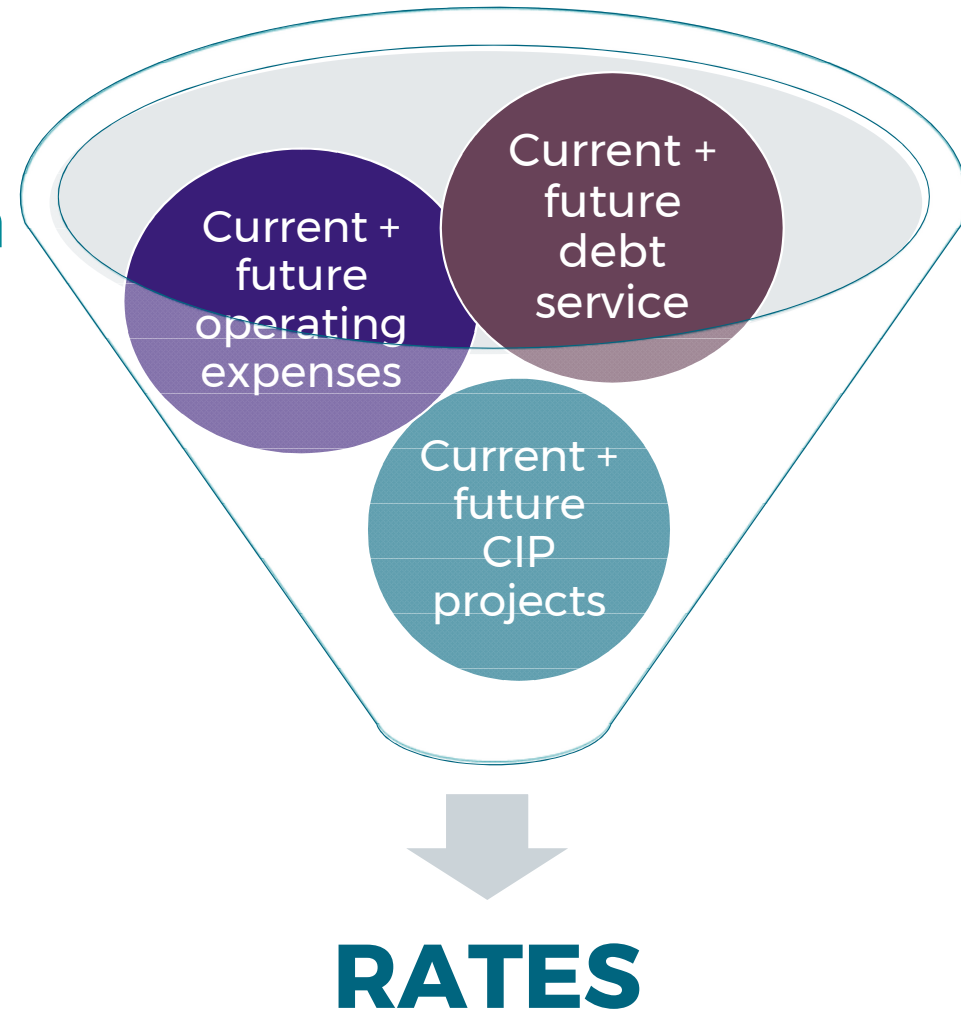 Current +
future
operating
expenses
Current +
future
debt
service
Current +
future
CIP
projects
RATES